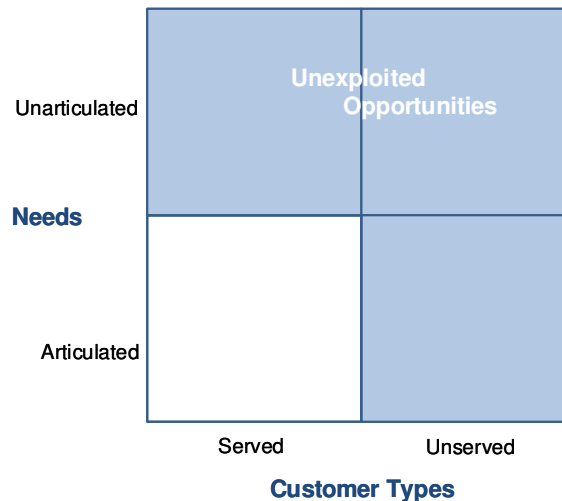 Unexploited
Opportunities
Unarticulated
Needs
Articulated
Served
Unserved
Customer Types